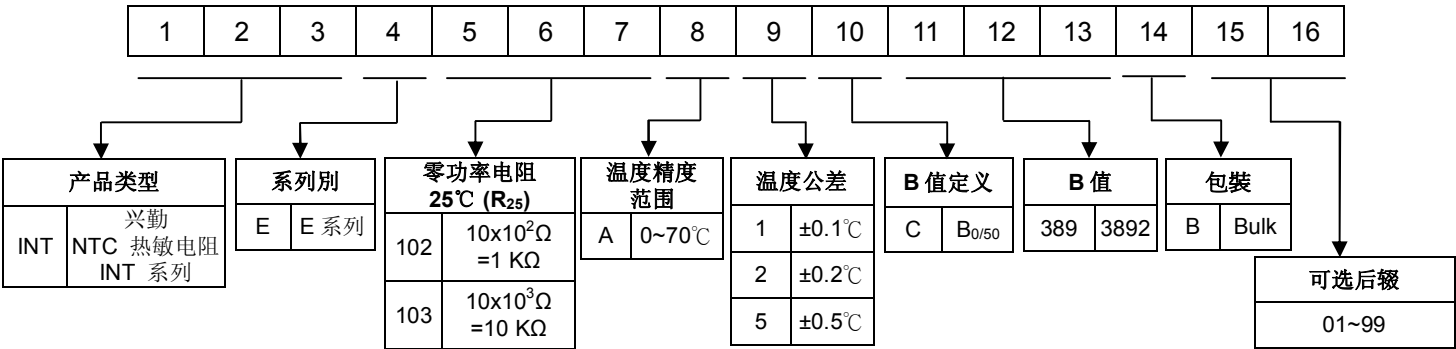 1 2 3 4 5 6 7 8 9 10 11 12 13 14 15 16
产品类型
INT
兴勤
NTC 热敏电阻
INT 系列
系列別
E E 系列
零功率电阻
25℃ (R₂₅)
102
10x10²Ω
=1 KΩ
103
10x10³Ω
=10 KΩ
温度精度
范围
A 0~70℃
温度公差
1 ±0.1℃
2 ±0.2℃
5 ±0.5℃
B 值定义
C B₀/₅₀
B 值
389 3892
包裝
B Bulk
可选后辍
01~99